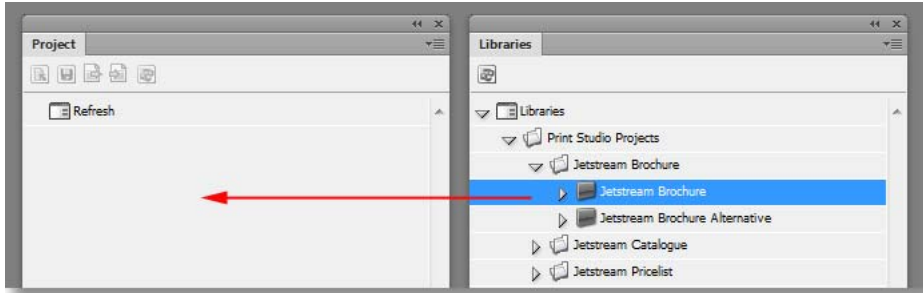 Project
Refresh
Libraries
Libraries
Print Studio Projects
Jetstream Brochure
Jetstream Brochure
Jetstream Brochure Alternative
Jetstream Catalogue
Jetstream Pricelist